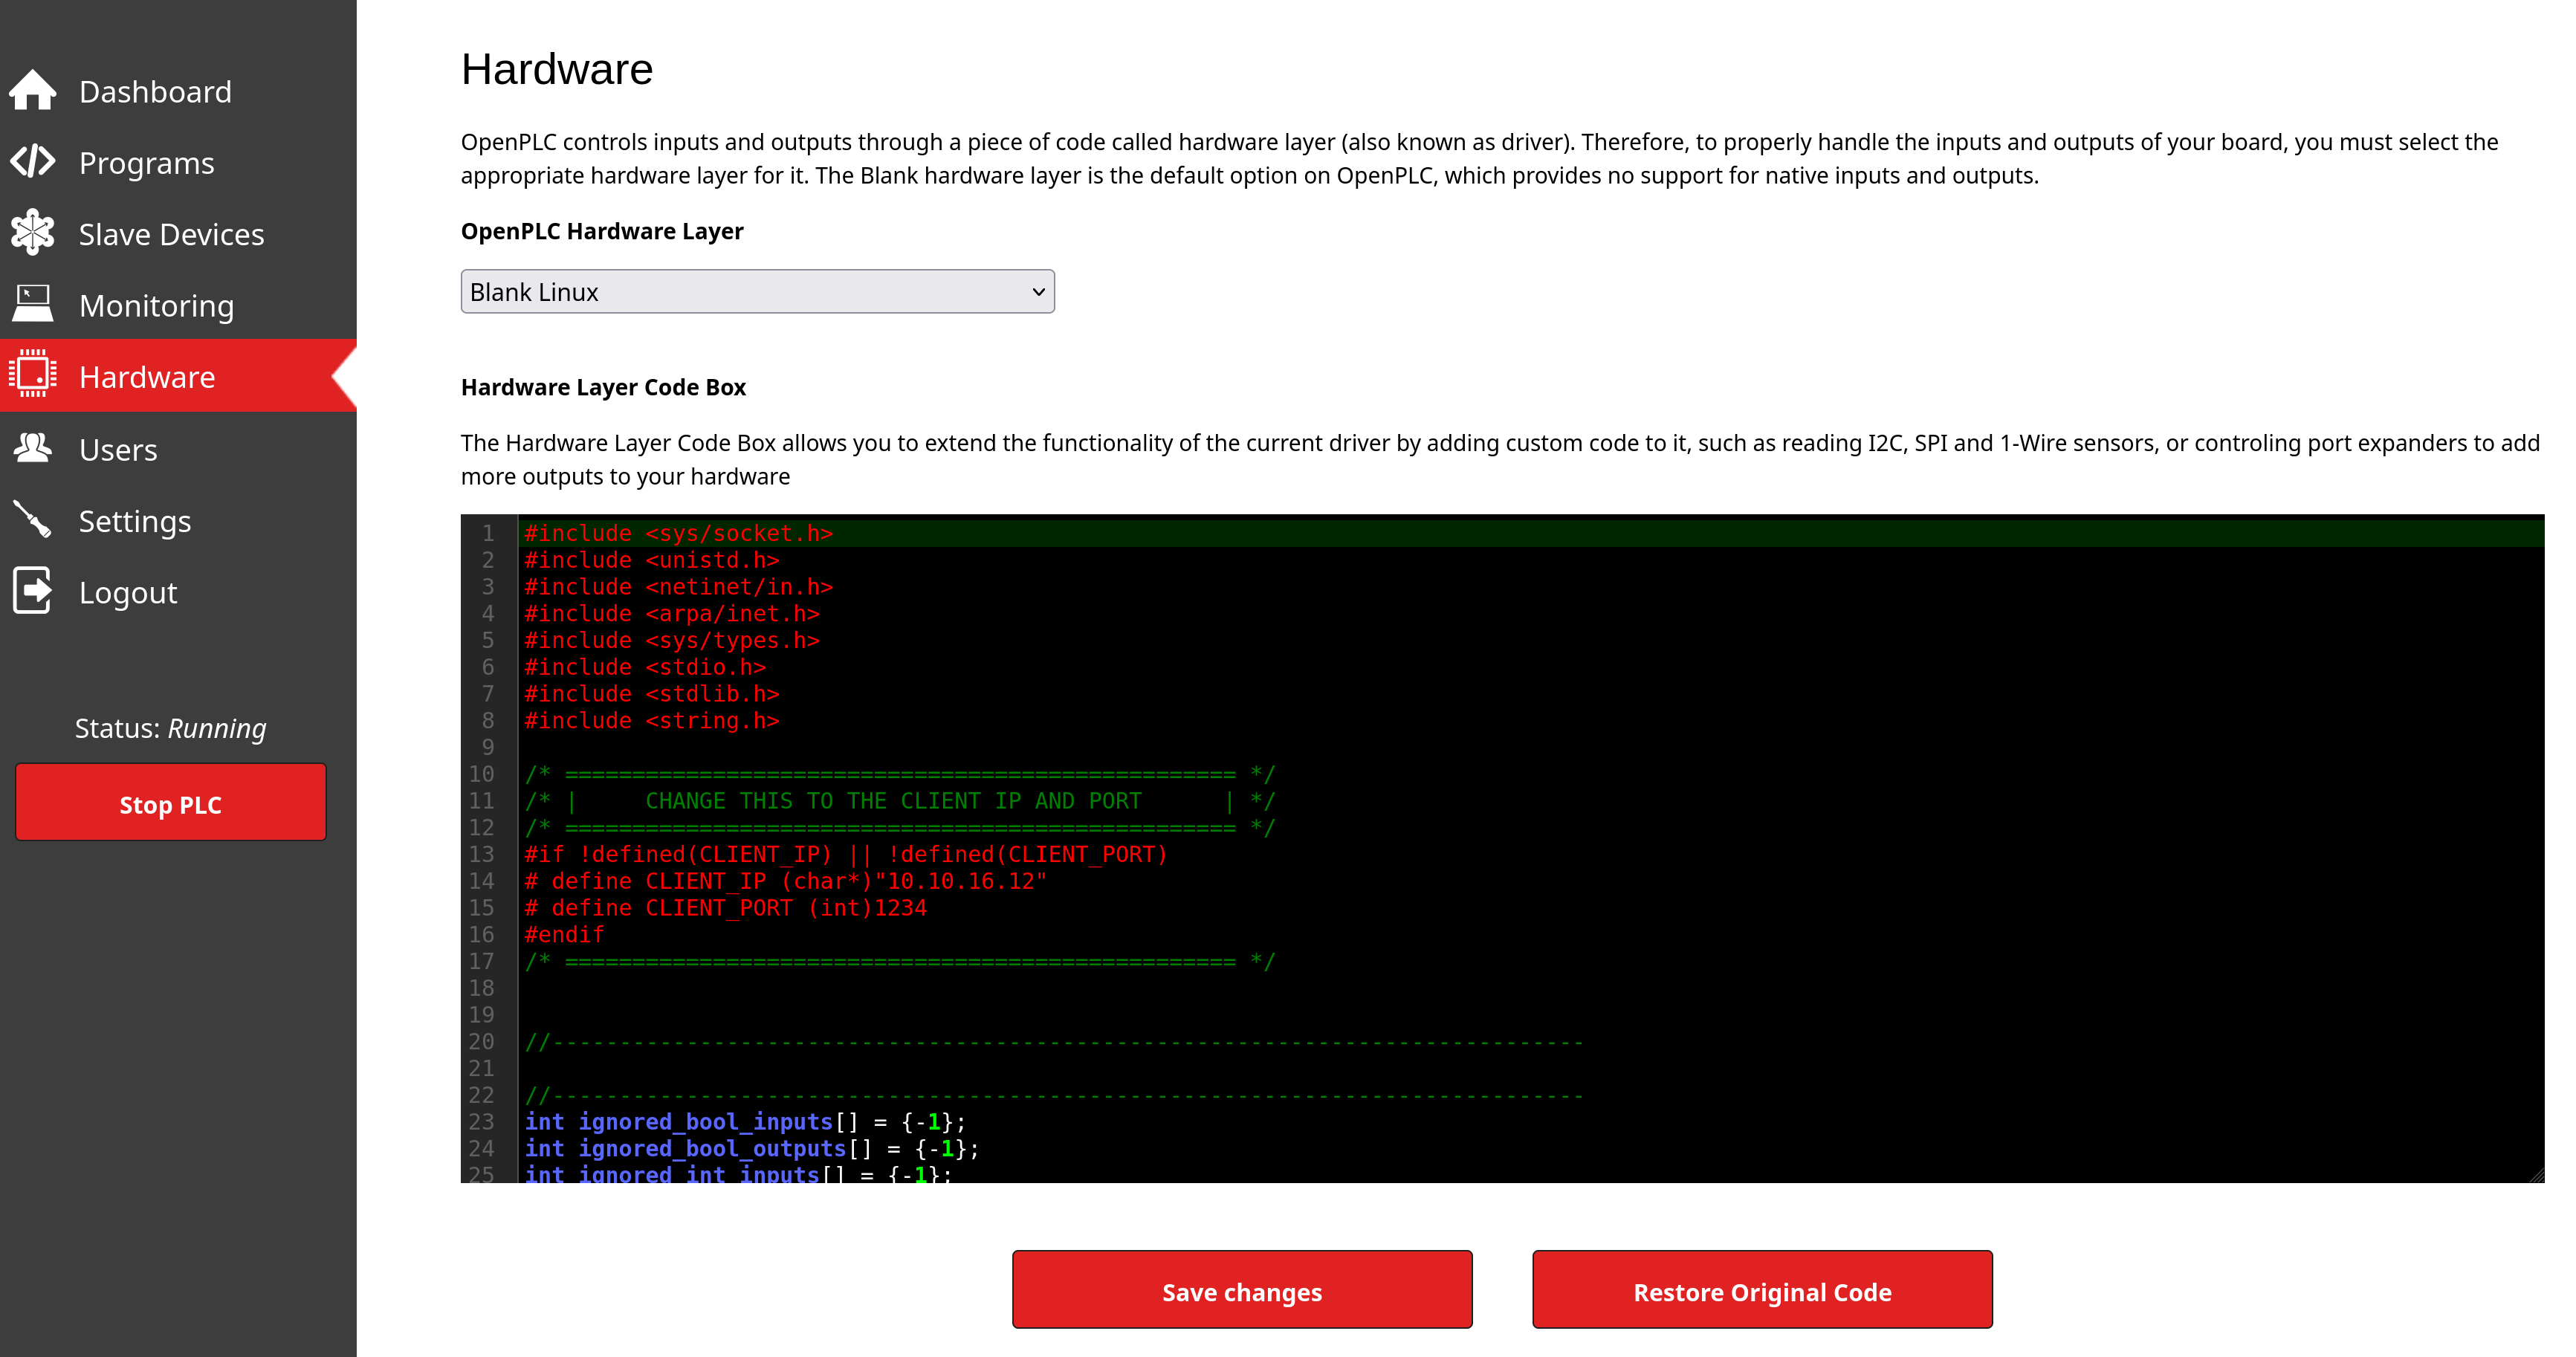 Dashboard
Programs
Slave Devices
Monitoring
Hardware
Users
Settings
Logout
Status: Running
Stop PLC
Hardware
OpenPLC controls inputs and outputs through a piece of code called hardware layer (also known as driver). Therefore, to properly handle the inputs and outputs of your board, you must select the
appropriate hardware layer for it. The Blank hardware layer is the default option on OpenPLC, which provides no support for native inputs and outputs.
OpenPLC Hardware Layer
Blank Linux
Hardware Layer Code Box
The Hardware Layer Code Box allows you to extend the functionality of the current driver by adding custom code to it, such as reading I2C, SPI and 1-Wire sensors, or controling port expanders to add
more outputs to your hardware
1 #include <sys/socket.h>
2 #include <unistd.h>
3 #include <netinet/in.h>
4 #include <arpa/inet.h>
5 #include <sys/types.h>
6 #include <stdio.h>
7 #include <stdlib.h>
8 #include <string.h>
9
10 /* ================================================== */
11 /* |     CHANGE THIS TO THE CLIENT IP AND PORT      | */
12 /* ================================================== */
13 #if !defined(CLIENT_IP) || !defined(CLIENT_PORT)
14 # define CLIENT_IP (char*)"10.10.16.12"
15 # define CLIENT_PORT (int)1234
16 #endif
17 /* ================================================== */
18
19
20 //-----------------------------------------------------------------------------
21
22 //-----------------------------------------------------------------------------
23 int ignored_bool_inputs[] = {-1};
24 int ignored_bool_outputs[] = {-1};
25 int ignored_int_inputs[] = {-1};
Save changes
Restore Original Code